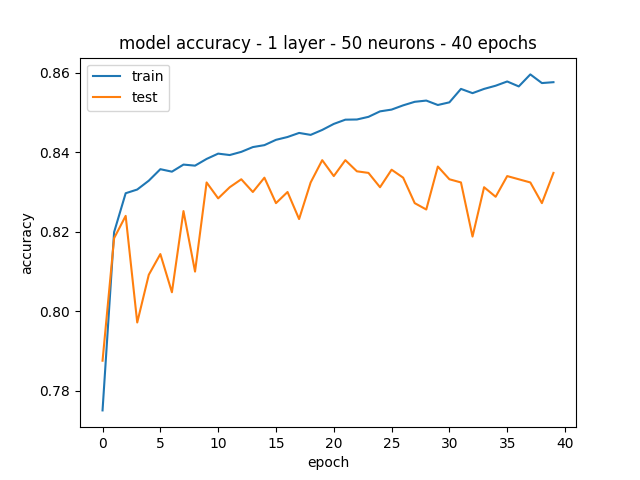 model accuracy - 1 layer - 50 neurons - 40 epochs
train
test
accuracy
0.86
0.84
0.82
0.80
0.78
0 5 10 15 20 25 30 35 40
epoch